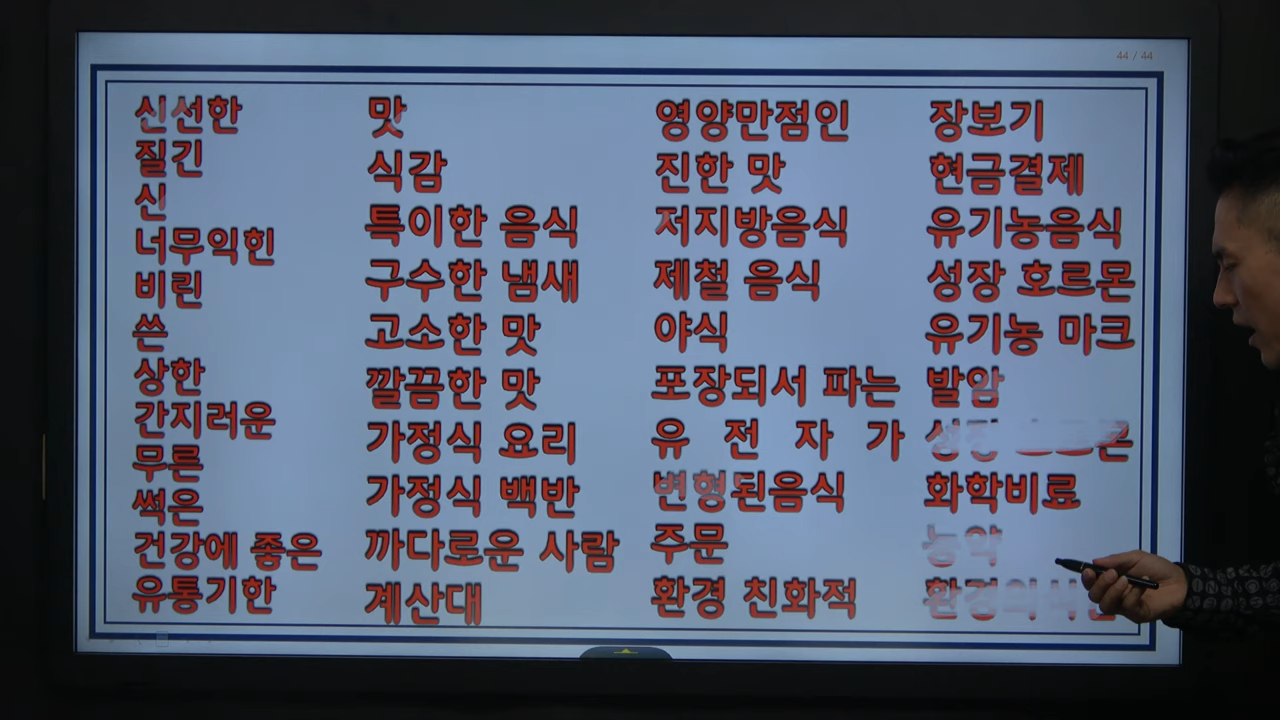 44 / 44
신선한
질긴
신
너무익힌
비린
쓴
상한
간지러운
무른
썩은
건강에 좋은
유통기한
맛
식감
특이한 음식
구수한 냄새
고소한 맛
깔끔한 맛
가정식 요리
가정식 백반
까다로운 사람
계산대
영양만점인
진한 맛
저지방음식
제철 음식
야식
포장되서 파는
유 전 자 가
변형된음식
주문
환경 친화적
장보기
현금결제
유기농음식
성장 호르몬
유기농 마크
발암
화학비료
농약